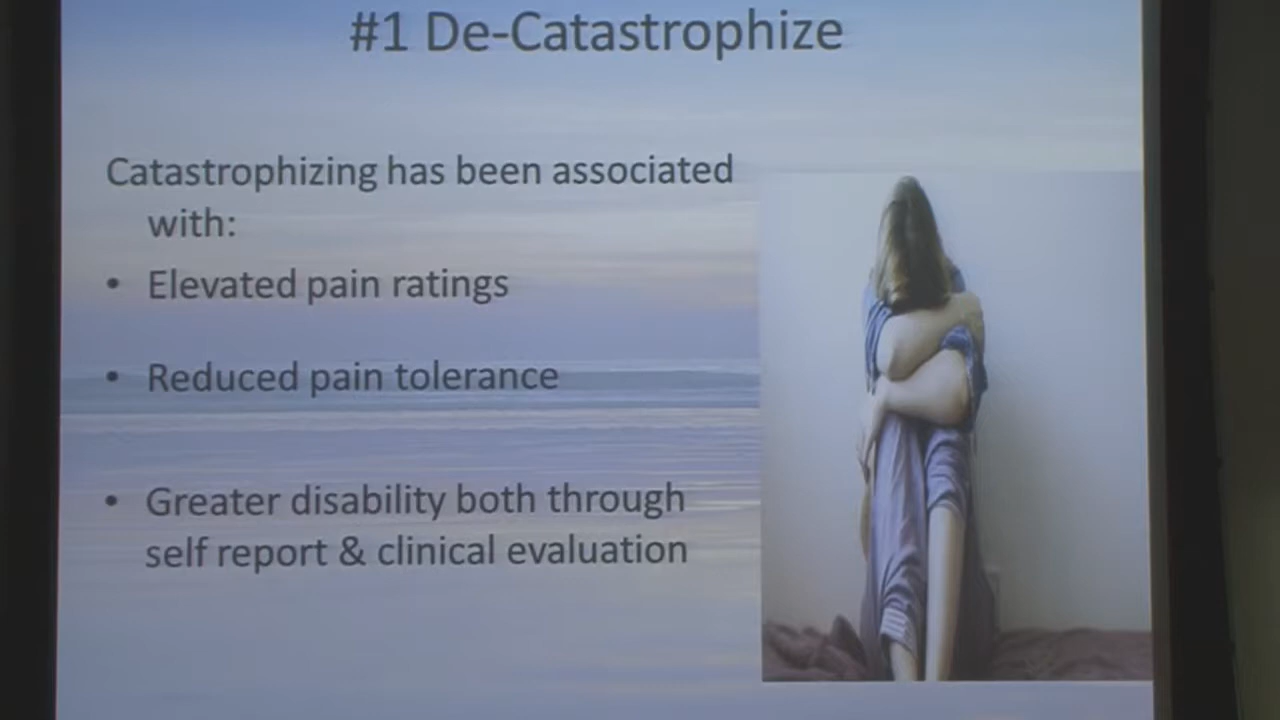 #1 De-Catastrophize
Catastrophizing has been associated
with:
• Elevated pain ratings
• Reduced pain tolerance
• Greater disability both through
self report & clinical evaluation